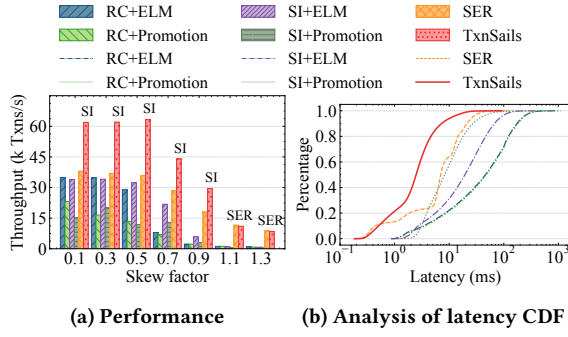 RC+ELM SI+ELM SER
RC+Promotion SI+Promotion TxnSails
RC+ELM SI+ELM SER
RC+Promotion SI+Promotion TxnSails
Throughput (k Txns/s)
60
45
30
15
0
SI SI SI SI SI SER SER
0.1 0.3 0.5 0.7 0.9 1.1 1.3
Skew factor
Percentage
1.0
0.8
0.6
0.4
0.2
0.0
10⁻¹ 10⁰ 10¹ 10² 10³
Latency (ms)
(a) Performance (b) Analysis of latency CDF